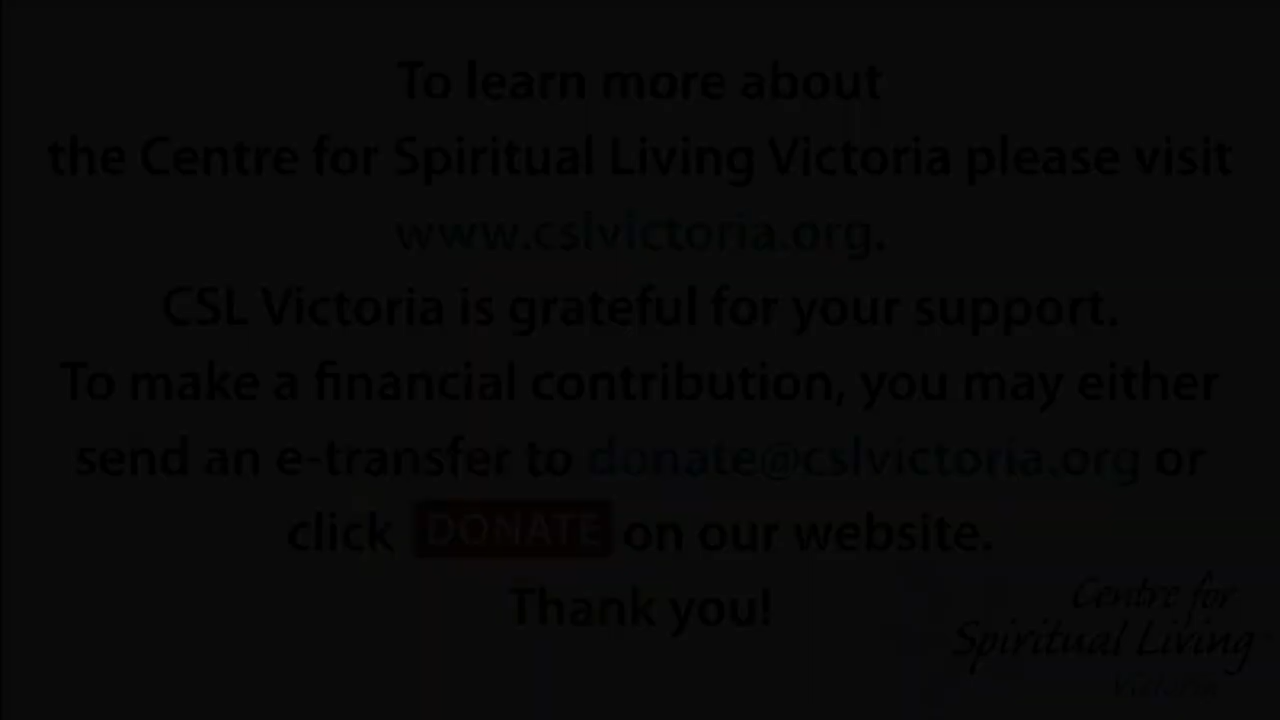 To learn more about
the Centre for Spiritual Living Victoria please visit
www.cslvictoria.org.
CSL Victoria is grateful for your support.
To make a financial contribution, you may either
send an e-transfer to donate@cslvictoria.org or
click DONATE on our website.
Thank you!
Centre for
Spiritual Living
Victoria